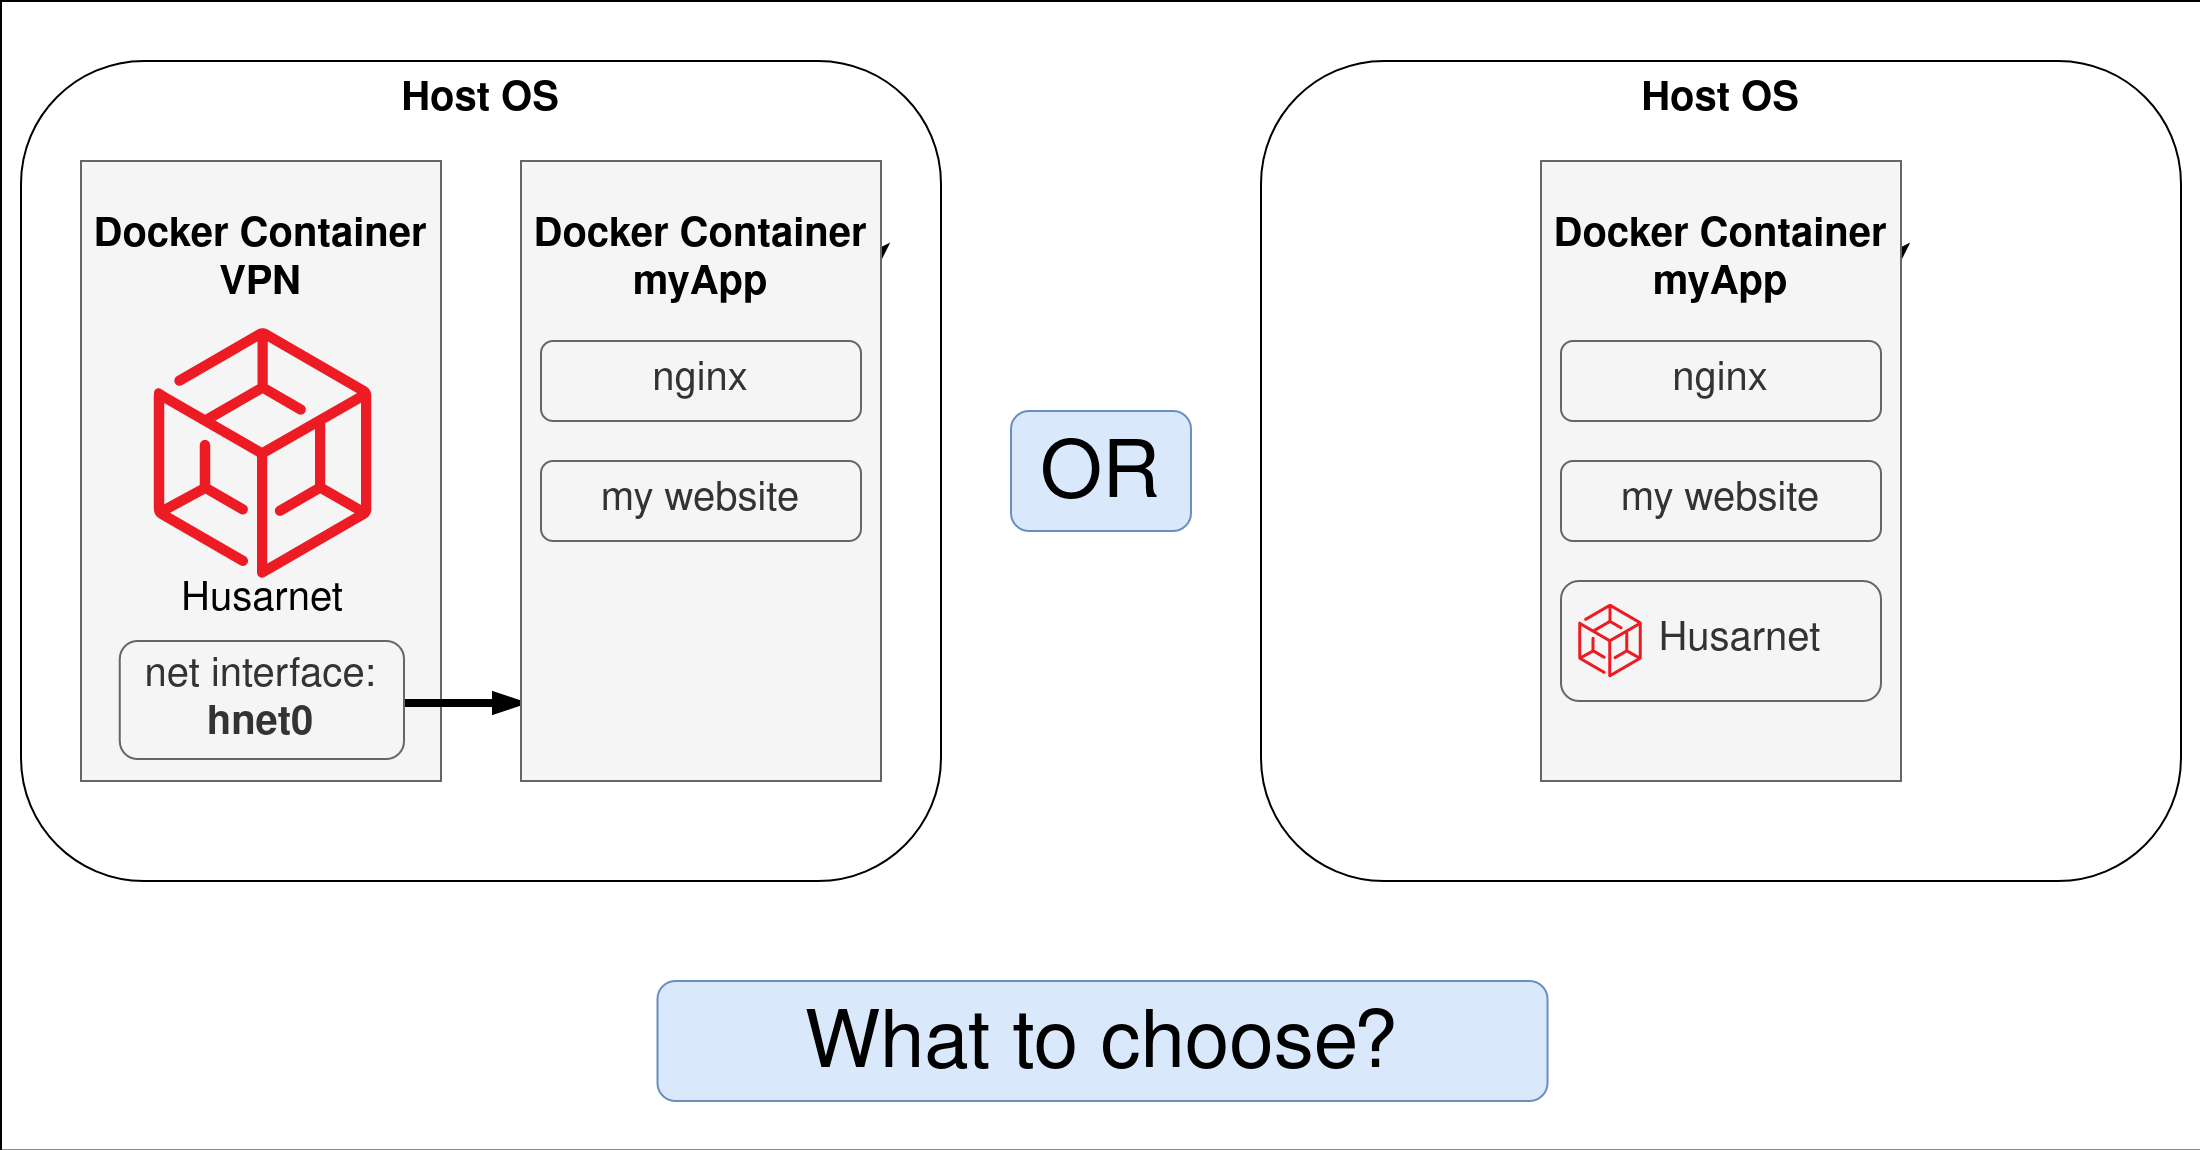 Host OS
Docker Container
VPN
Husarnet
net interface:
hnet0
Docker Container
myApp
nginx
my website
OR
Host OS
Docker Container
myApp
nginx
my website
Husarnet
What to choose?